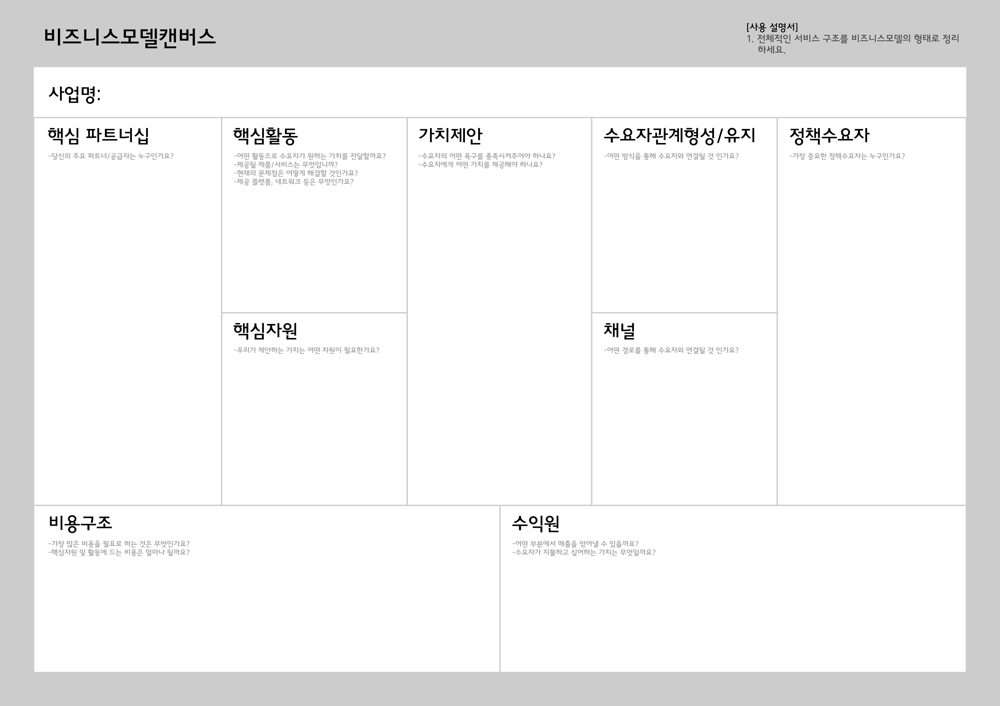 비즈니스모델캔버스
[사용 설명서]
1. 전체적인 서비스 구조를 비즈니스모델의 형태로 정리
하세요.
사업명:
핵심 파트너십
-당신의 주요 파트너/공급자는 누구인가요?
핵심활동
-어떤 활동으로 수요자가 원하는 가치를 전달할까요?
-제공될 제품/서비스는 무엇입니까?
-현재의 문제점은 어떻게 해결할 것인가요?
-제공 플랫폼, 네트워크 등은 무엇인가요?
핵심자원
-우리가 제안하는 가치는 어떤 자원이 필요한가요?
가치제안
-수요자의 어떤 욕구를 충족시켜주어야 하나요?
-수요자에게 어떤 가치를 제공해야 하나요?
수요자관계형성/유지
-어떤 방식을 통해 수요자와 연결될 것 인가요?
채널
-어떤 경로를 통해 수요자와 연결될 것 인가요?
정책수요자
-가장 중요한 정책수요자는 누구인가요?
비용구조
-가장 많은 비용을 필요로 하는 것은 무엇인가요?
-핵심자원 및 활동에 드는 비용은 얼마나 될까요?
수익원
-어떤 부분에서 매출을 얻어낼 수 있을까요?
-수요자가 지불하고 싶어하는 가치는 무엇일까요?